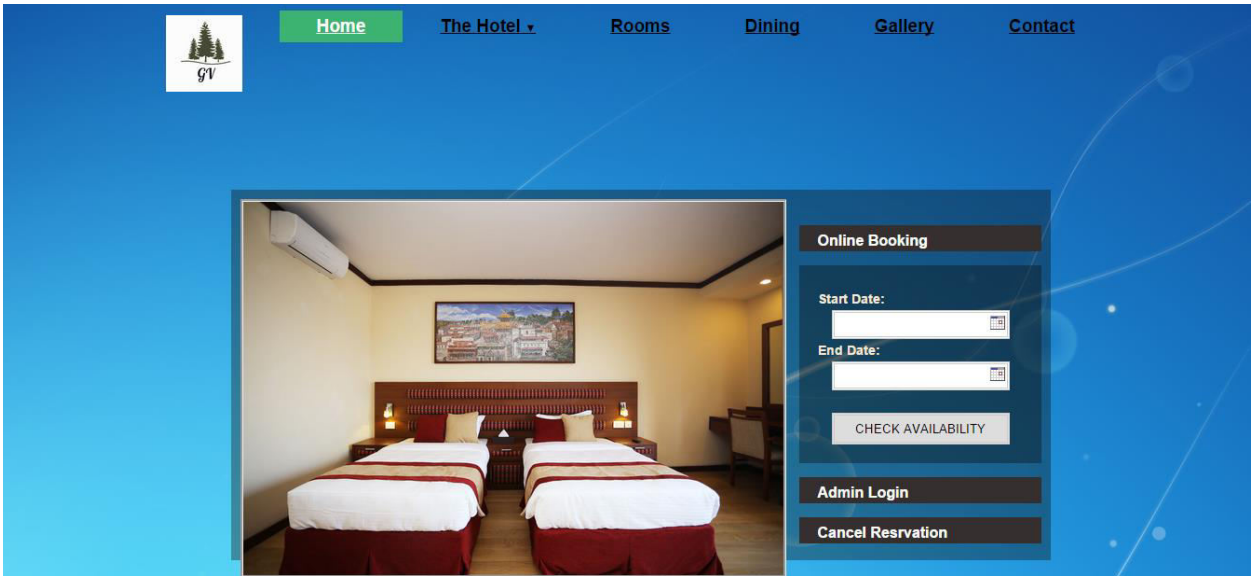 GV
Home
The Hotel ▾
Rooms
Dining
Gallery
Contact
Online Booking
Start Date:
End Date:
CHECK AVAILABILITY
Admin Login
Cancel Resrvation